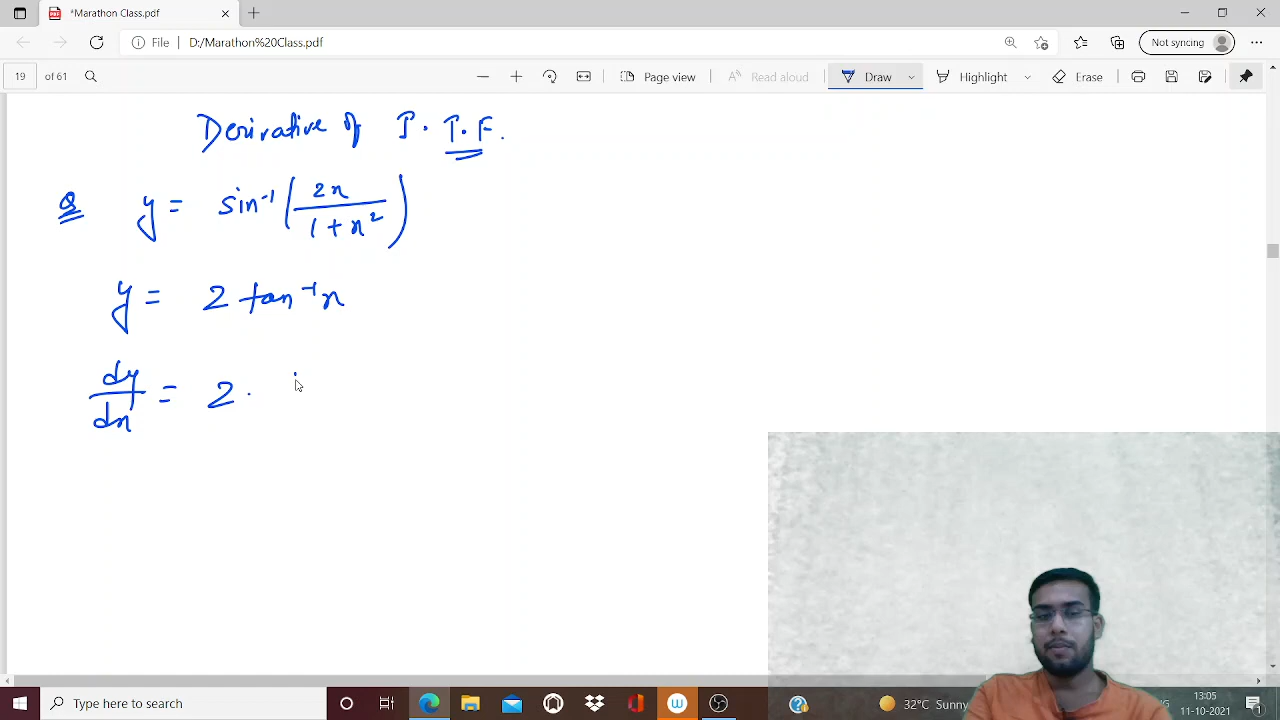 *Marathon Class.pdf
File D:/Marathon%20Class.pdf Not syncing
19 of 61 Page view Read aloud Draw Highlight Erase
Derivative of I. T. F.
Q y = sin⁻¹(2x/1+x²)
y = 2 tan⁻¹x
dy/dx = 2 ·
Type here to search
32°C Sunny
13:05
11-10-2021